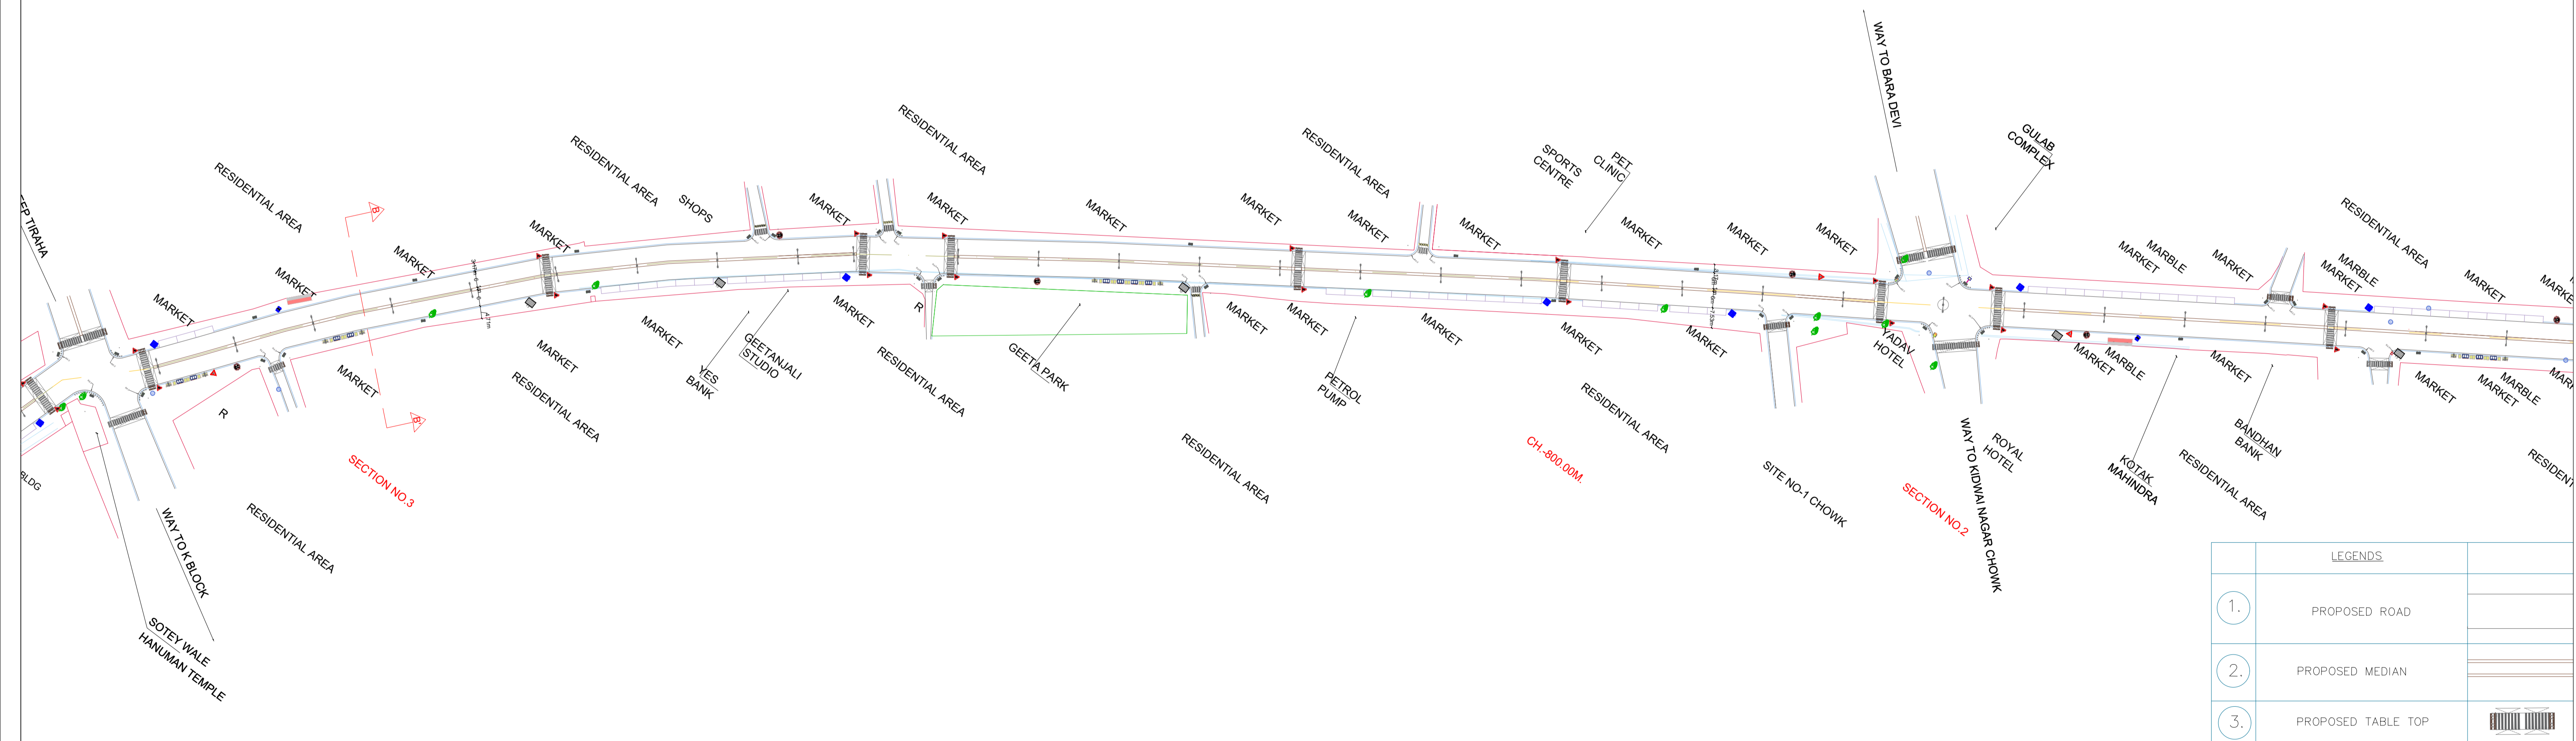 WAY TO BARA DEVI
GULAB
COMPLEX
RESIDENTIAL AREA
RESIDENTIAL AREA
RESIDENTIAL AREA
RESIDENTIAL AREA
SPORTS
CENTRE
PET
CLINIC
RESIDENTIAL AREA
SHOPS
EEP TIRAHA
B
MARKET
MARKET
MARKET
MARKET
MARKET
MARKET
MARKET
MARKET
MARKET
MARKET
MARKET
MARKET
MARKET
MARKET
MARBLE
MARKET
MARKET
MARBLE
MARKET
MARKET
B'
R
MARKET
MARKET
MARKET
MARKET
R
MARKET
MARKET
MARKET
MARKET
MARKET
YADAV
HOTEL
MARKET
MARBLE
MARKET
MARKET
MARKET
MARBLE
YES
BANK
GEETANJALI
STUDIO
GEETA PARK
PETROL
PUMP
RESIDENTIAL AREA
RESIDENTIAL AREA
RESIDENTIAL AREA
RESIDENTIAL AREA
RESIDENTIAL AREA
RESIDENTIAL AREA
BLDG
SECTION NO.3
CH.-800.00M.
SITE NO-1 CHOWK
SECTION NO.2
ROYAL
HOTEL
WAY TO KIDWAI NAGAR CHOWK
KOTAK
MAHINDRA
BANDHAN
BANK
RESIDENT
WAY TO K BLOCK
SOTEY WALE
HANUMAN TEMPLE
LEGENDS
1.
PROPOSED ROAD
2.
PROPOSED MEDIAN
3.
PROPOSED TABLE TOP